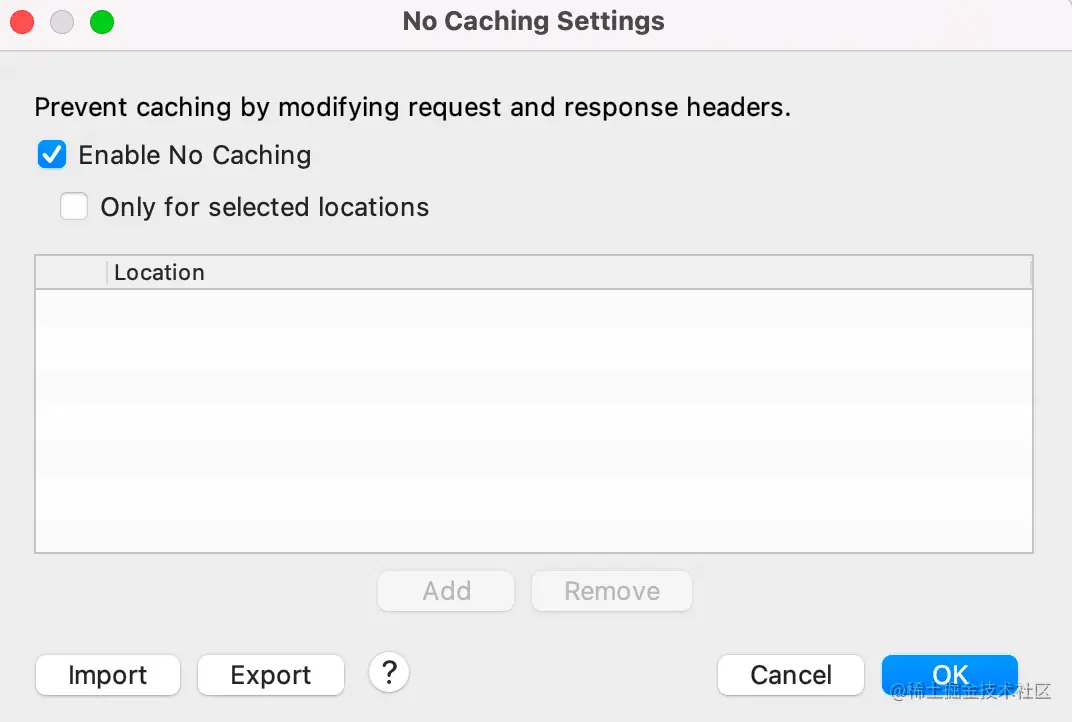 No Caching Settings
Prevent caching by modifying request and response headers.
Enable No Caching
Only for selected locations
Location
Add
Remove
Import
Export
?
Cancel
OK
@稀土掘金技术社区